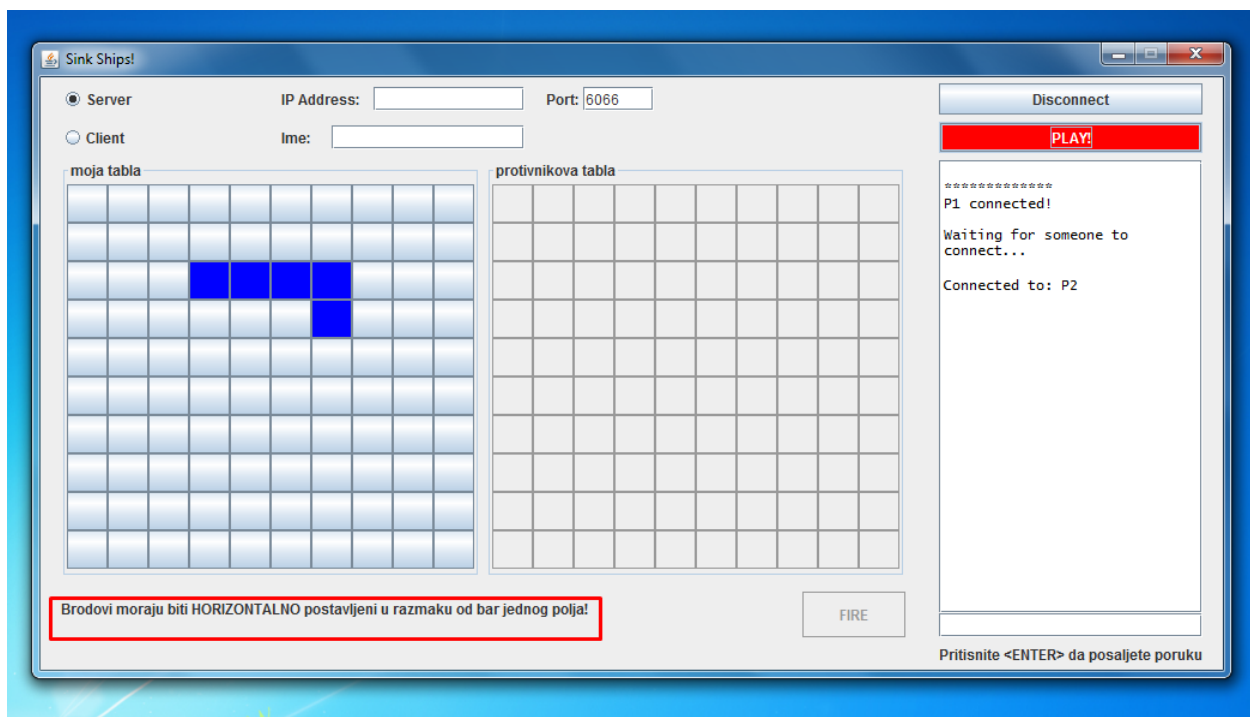 Sink Ships!
Server
IP Address:
Port: 6066
Disconnect
Client
Ime:
PLAY!
moja tabla
protivnikova tabla
*************
P1 connected!
Waiting for someone to
connect...
Connected to: P2
Brodovi moraju biti HORIZONTALNO postavljeni u razmaku od bar jednog polja!
FIRE
Pritisnite <ENTER> da posaljete poruku